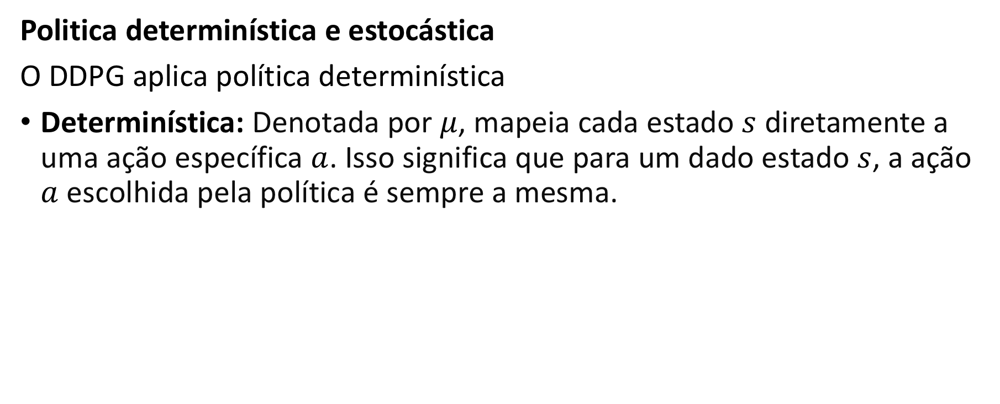 Politica determinística e estocástica
O DDPG aplica política determinística
• Determinística: Denotada por μ, mapeia cada estado s diretamente a
uma ação específica a. Isso significa que para um dado estado s, a ação
a escolhida pela política é sempre a mesma.